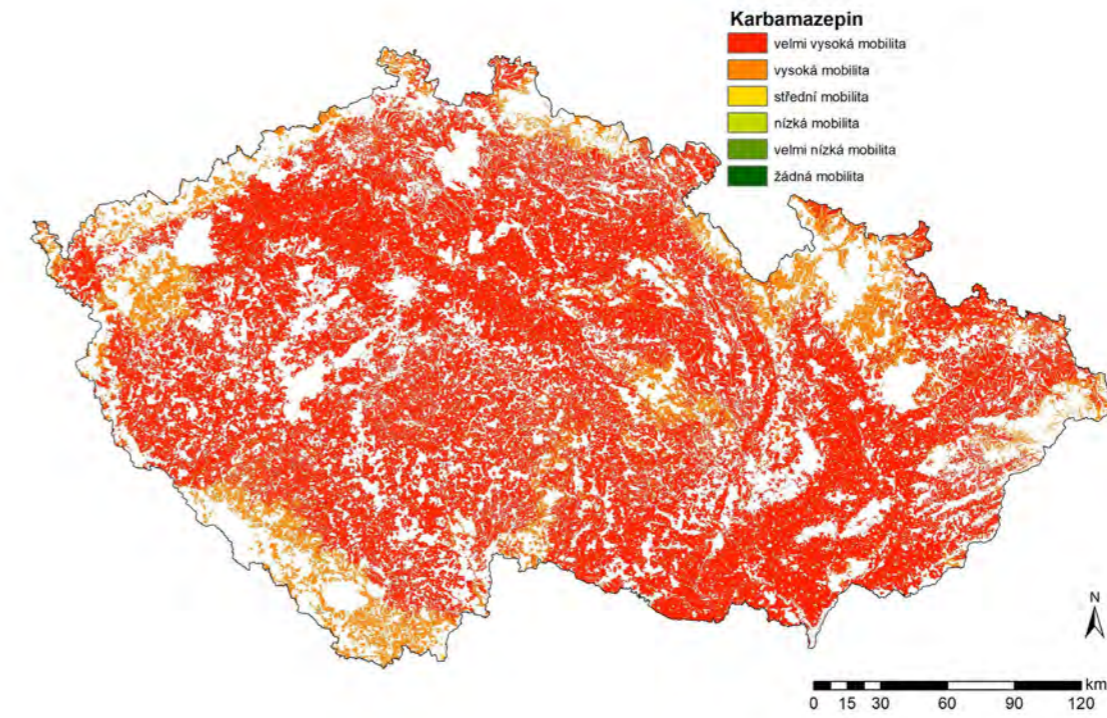 Karbamazepin
velmi vysoká mobilita
vysoká mobilita
střední mobilita
nízká mobilita
velmi nízká mobilita
žádná mobilita
N
km
0 15 30 60 90 120